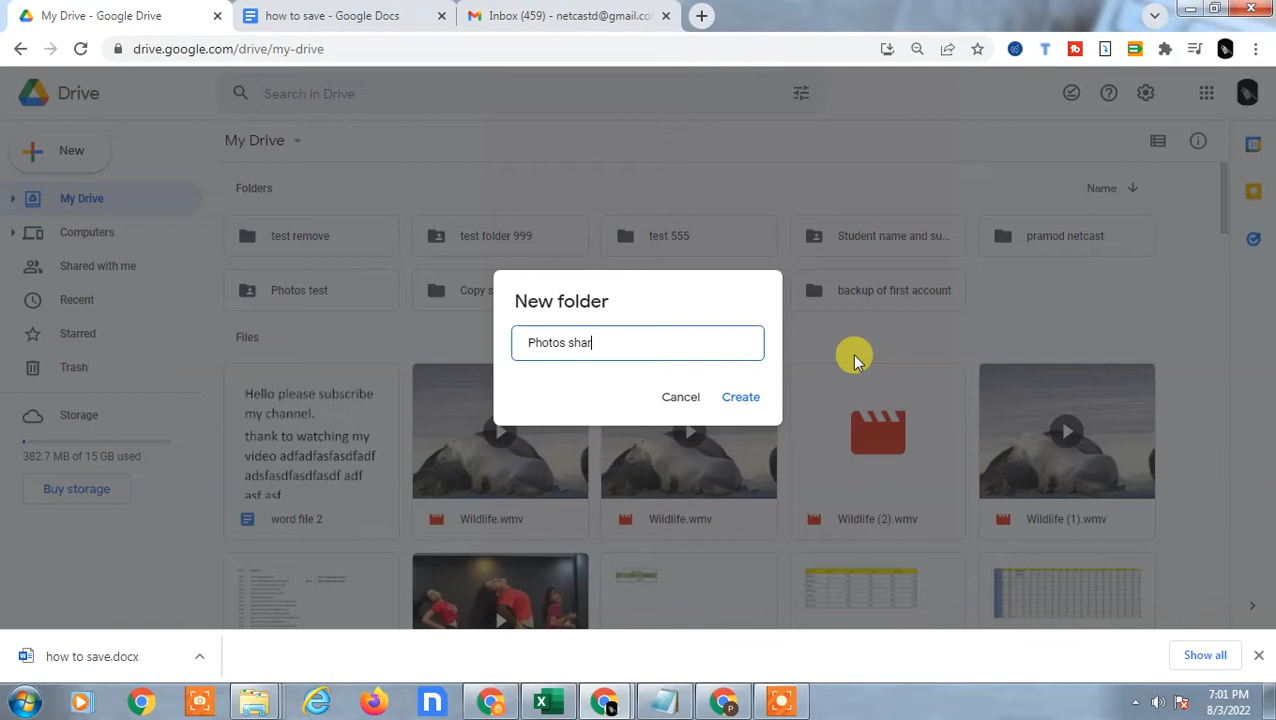 My Drive - Google Drive
how to save - Google Docs
Inbox (459) - netcastd@gmail.co
drive.google.com/drive/my-drive
Drive
Search in Drive
New
My Drive
Folders
Name
My Drive
Computers
Shared with me
Recent
Starred
Trash
Storage
382.7 MB of 15 GB used
Buy storage
test remove
test folder 999
test 555
Student name and su...
pramod netcast
Photos test
Copy s
backup of first account
New folder
Photos shar
Cancel
Create
Files
Hello please subscribe
my channel.
thank to watching my
video adfadfasfasdfadf
adsfadsfasfasdfadf adf
asf asf
word file 2
Wildlife.wmv
Wildlife.wmv
Wildlife (2).wmv
Wildlife (1).wmv
how to save.docx
Show all
7:01 PM
8/3/2022